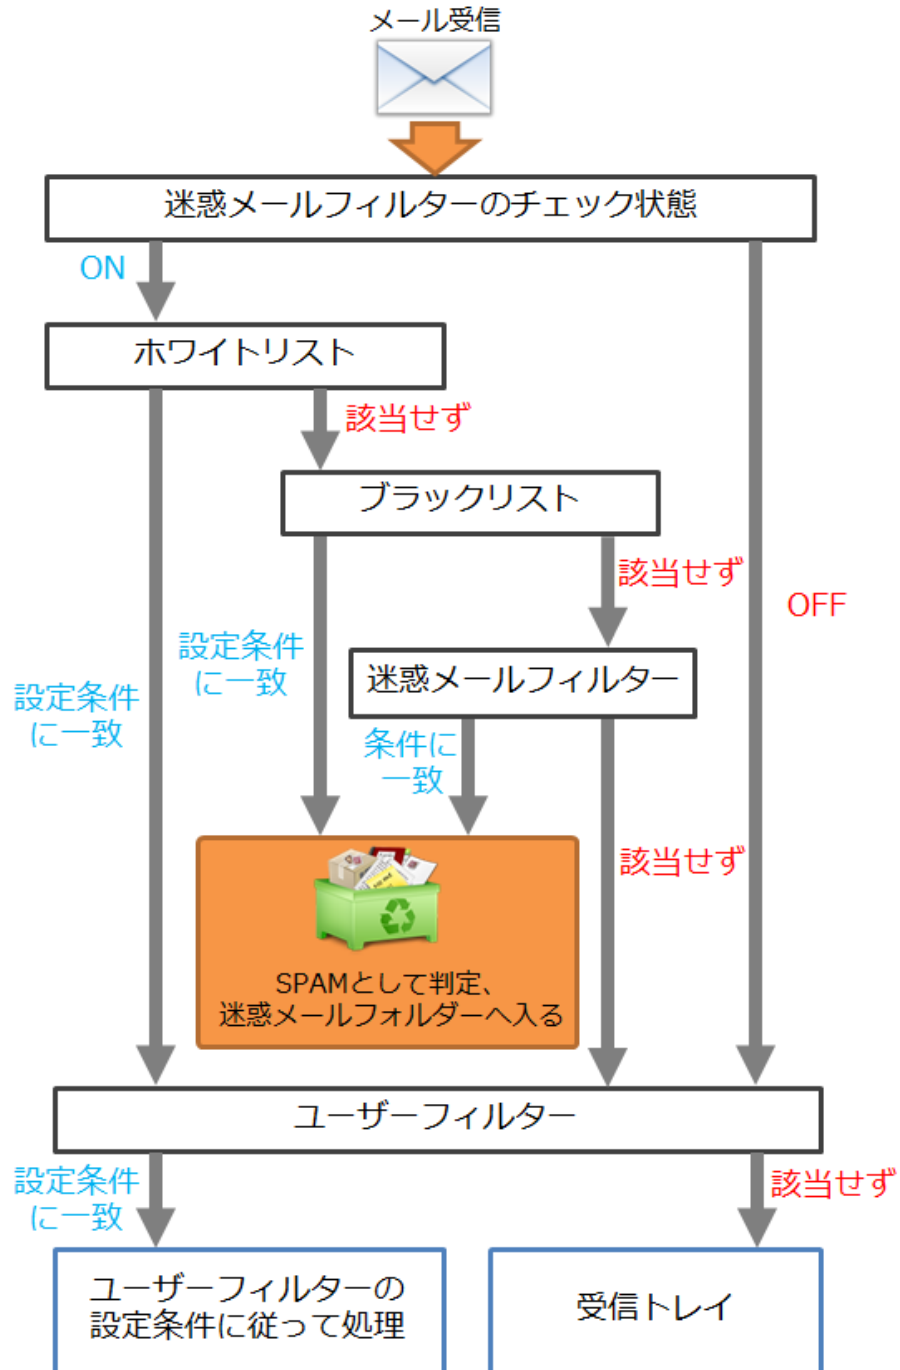 メール受信
迷惑メールフィルターのチェック状態
ON
ホワイトリスト
該当せず
ブラックリスト
該当せず
OFF
設定条件
に一致
設定条件
に一致
迷惑メールフィルター
条件に
一致
該当せず
SPAMとして判定、
迷惑メールフォルダーへ入る
ユーザーフィルター
設定条件
に一致
該当せず
ユーザーフィルターの
設定条件に従って処理
受信トレイ